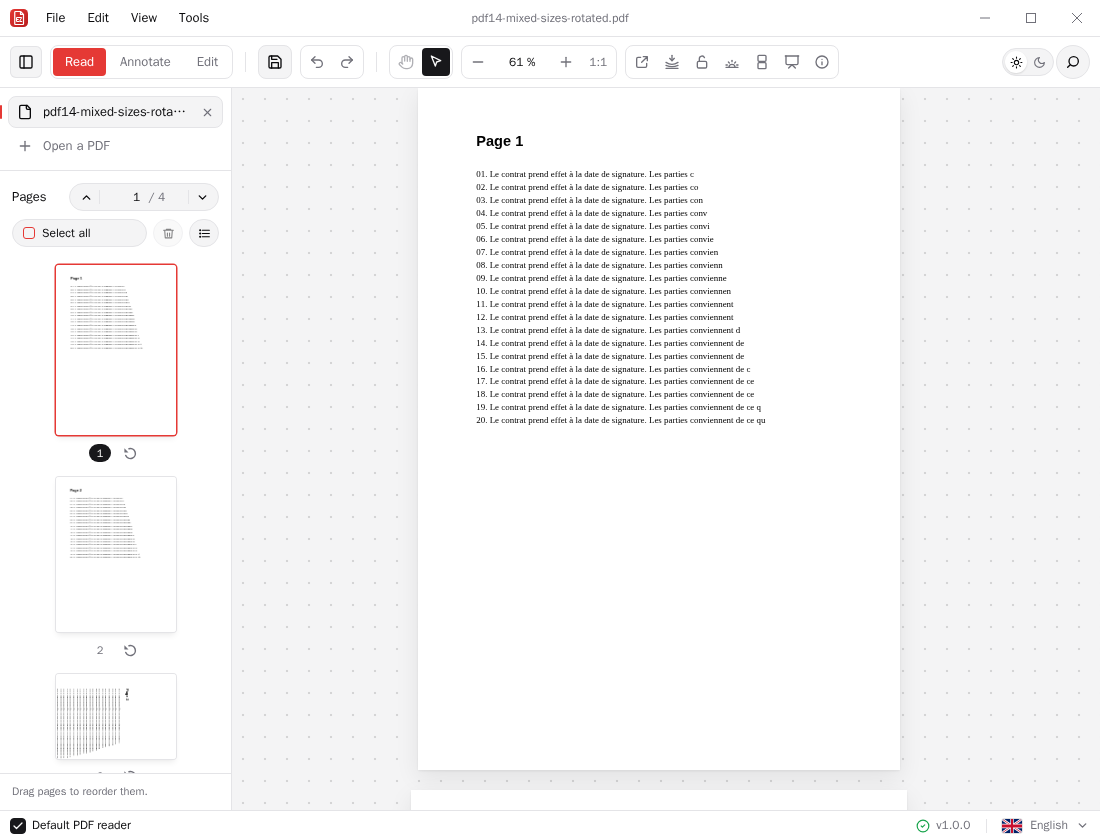 File Edit View Tools
pdf14-mixed-sizes-rotated.pdf
Read Annotate Edit
61 %
1:1
pdf14-mixed-sizes-rota···
Open a PDF
Pages
1 / 4
Select all
Page 1
1
Page 2
2
Drag pages to reorder them.
Page 1
01. Le contrat prend effet à la date de signature. Les parties c
02. Le contrat prend effet à la date de signature. Les parties co
03. Le contrat prend effet à la date de signature. Les parties con
04. Le contrat prend effet à la date de signature. Les parties conv
05. Le contrat prend effet à la date de signature. Les parties convi
06. Le contrat prend effet à la date de signature. Les parties convie
07. Le contrat prend effet à la date de signature. Les parties convien
08. Le contrat prend effet à la date de signature. Les parties convienn
09. Le contrat prend effet à la date de signature. Les parties convienne
10. Le contrat prend effet à la date de signature. Les parties conviennen
11. Le contrat prend effet à la date de signature. Les parties conviennent
12. Le contrat prend effet à la date de signature. Les parties conviennent
13. Le contrat prend effet à la date de signature. Les parties conviennent d
14. Le contrat prend effet à la date de signature. Les parties conviennent de
15. Le contrat prend effet à la date de signature. Les parties conviennent de
16. Le contrat prend effet à la date de signature. Les parties conviennent de c
17. Le contrat prend effet à la date de signature. Les parties conviennent de ce
18. Le contrat prend effet à la date de signature. Les parties conviennent de ce
19. Le contrat prend effet à la date de signature. Les parties conviennent de ce q
20. Le contrat prend effet à la date de signature. Les parties conviennent de ce qu
Default PDF reader
v1.0.0
English